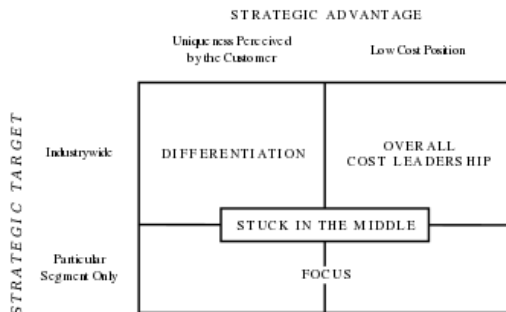 STRATEGIC ADVANTAGE
Uniqueness Perceived
by the Customer
Low Cost Position
STRATEGIC TARGET
Industrywide
DIFFERENTIATION
OVERALL
COST LEADERSHIP
STUCK IN THE MIDDLE
Particular
Segment Only
FOCUS